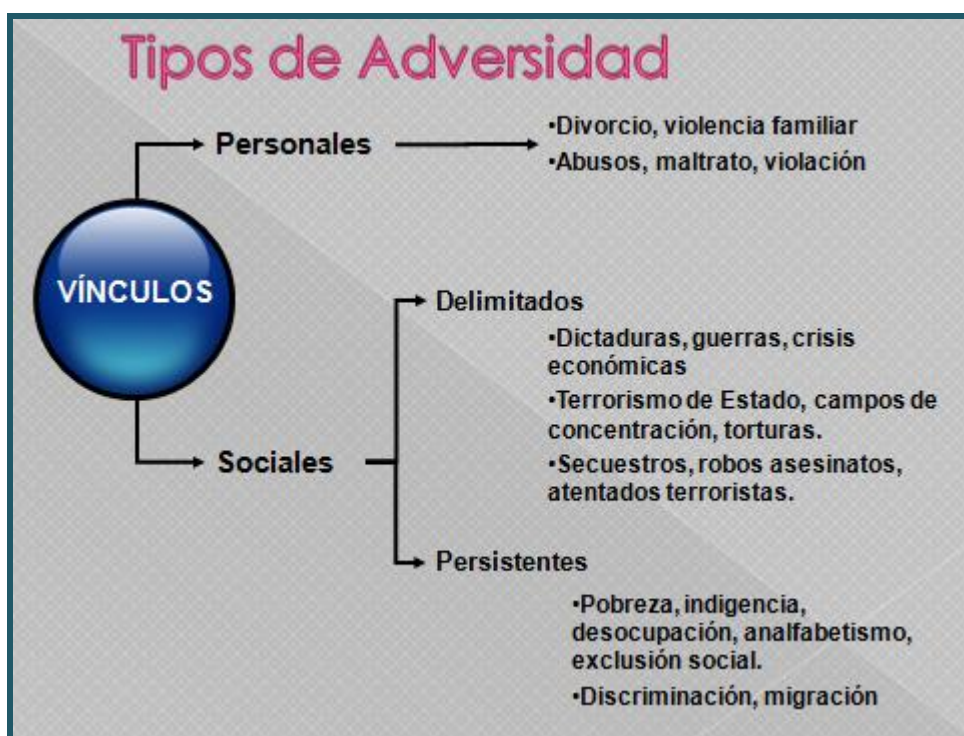 Tipos de Adversidad
Personales
•Divorcio, violencia familiar
•Abusos, maltrato, violación
VÍNCULOS
Delimitados
•Dictaduras, guerras, crisis
económicas
•Terrorismo de Estado, campos de
concentración, torturas.
•Secuestros, robos asesinatos,
atentados terroristas.
Sociales
Persistentes
•Pobreza, indigencia,
desocupación, analfabetismo,
exclusión social.
•Discriminación, migración